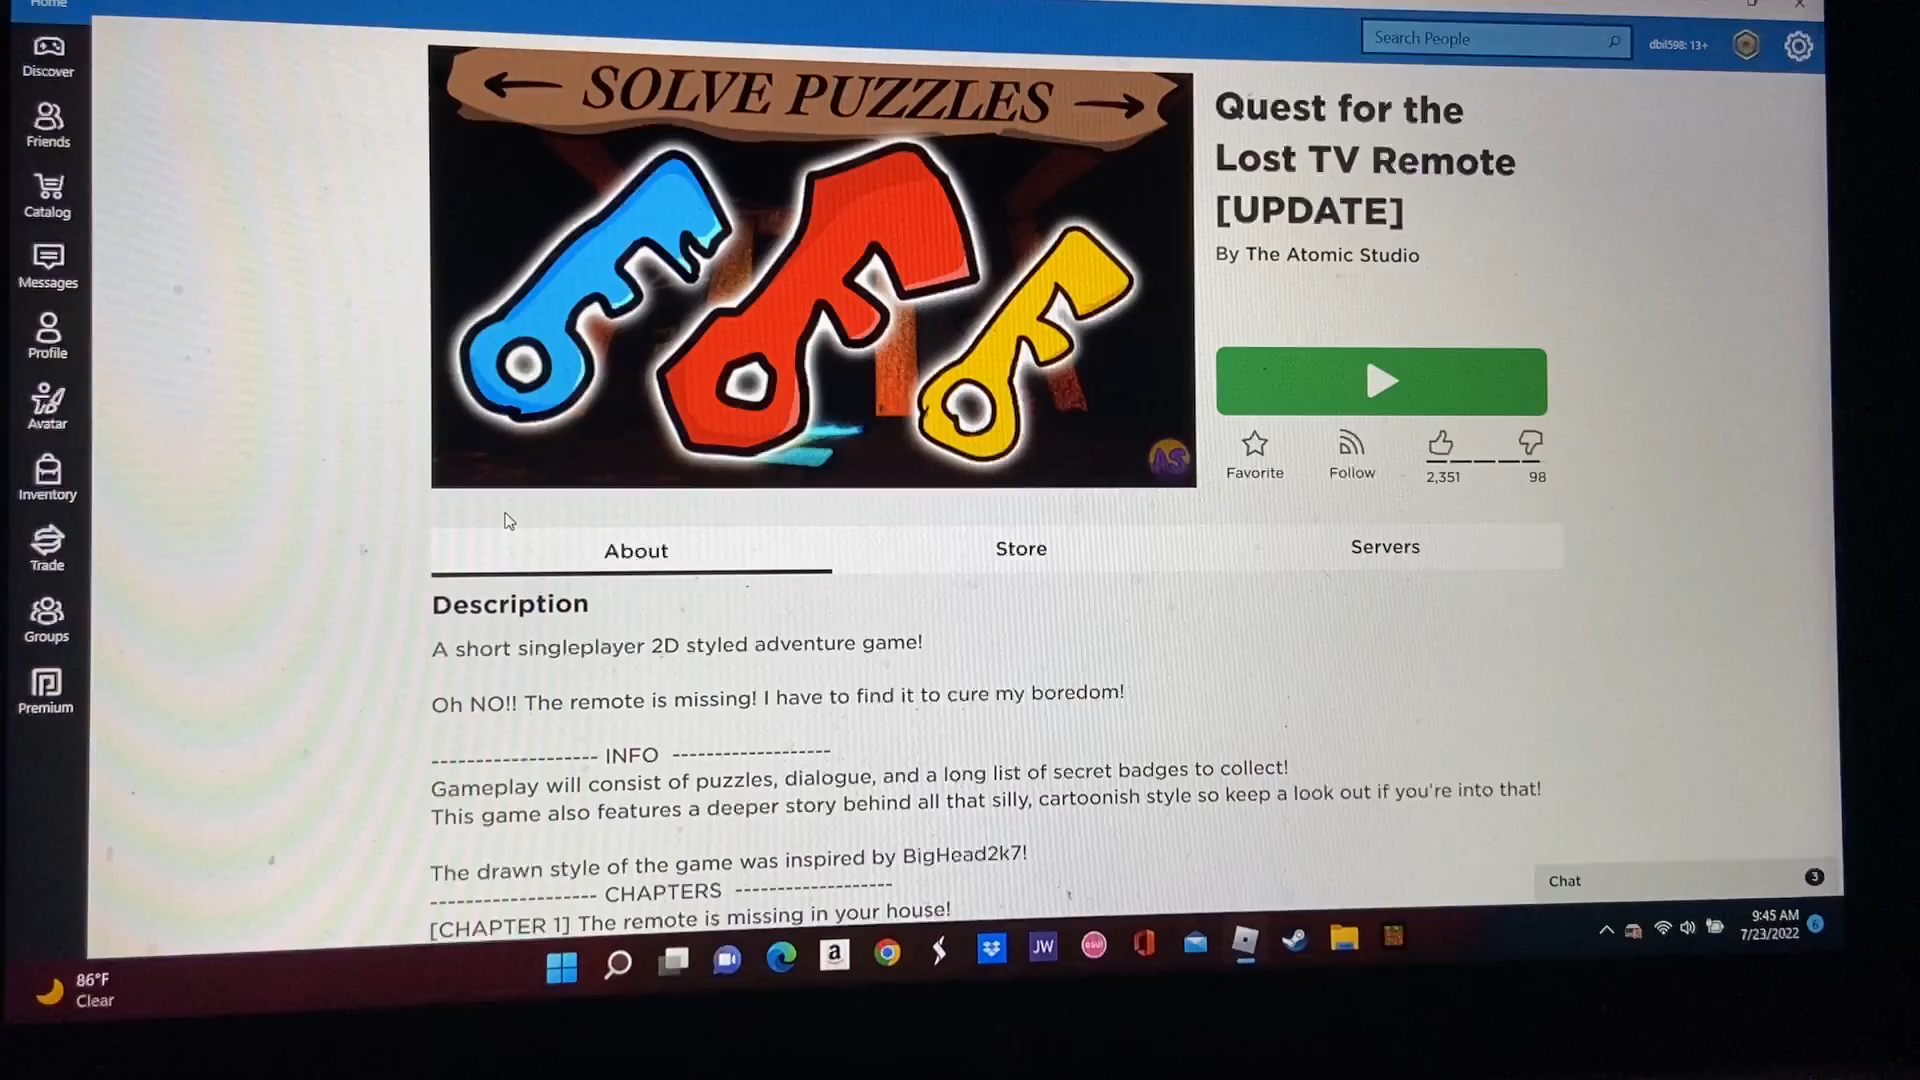 Home
Discover
Friends
Catalog
Messages
Profile
Avatar
Inventory
Trade
Groups
Premium
Search People
dbil598: 13+
← SOLVE PUZZLES →
AS
Quest for the
Lost TV Remote
[UPDATE]
By The Atomic Studio
Favorite
Follow
2,351
98
About
Store
Servers
Description
A short singleplayer 2D styled adventure game!
Oh NO!! The remote is missing! I have to find it to cure my boredom!
------------------- INFO -------------------
Gameplay will consist of puzzles, dialogue, and a long list of secret badges to collect!
This game also features a deeper story behind all that silly, cartoonish style so keep a look out if you're into that!
The drawn style of the game was inspired by BigHead2k7!
------------------- CHAPTERS -------------------
[CHAPTER 1] The remote is missing in your house!
Chat
3
86°F
Clear
a
JW
osu!
9:45 AM
7/23/2022
6